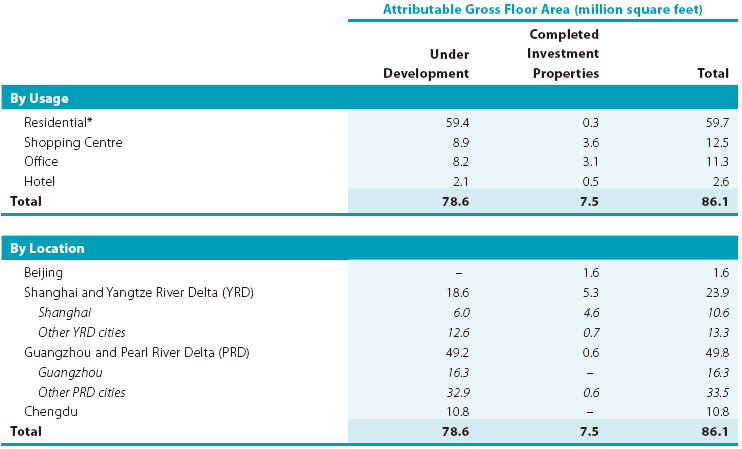 Attributable Gross Floor Area (million square feet)
Under Development Completed Investment Properties Total
By Usage
Residential* 59.4 0.3 59.7
Shopping Centre 8.9 3.6 12.5
Office 8.2 3.1 11.3
Hotel 2.1 0.5 2.6
Total 78.6 7.5 86.1
By Location
Beijing – 1.6 1.6
Shanghai and Yangtze River Delta (YRD) 18.6 5.3 23.9
Shanghai 6.0 4.6 10.6
Other YRD cities 12.6 0.7 13.3
Guangzhou and Pearl River Delta (PRD) 49.2 0.6 49.8
Guangzhou 16.3 – 16.3
Other PRD cities 32.9 0.6 33.5
Chengdu 10.8 – 10.8
Total 78.6 7.5 86.1